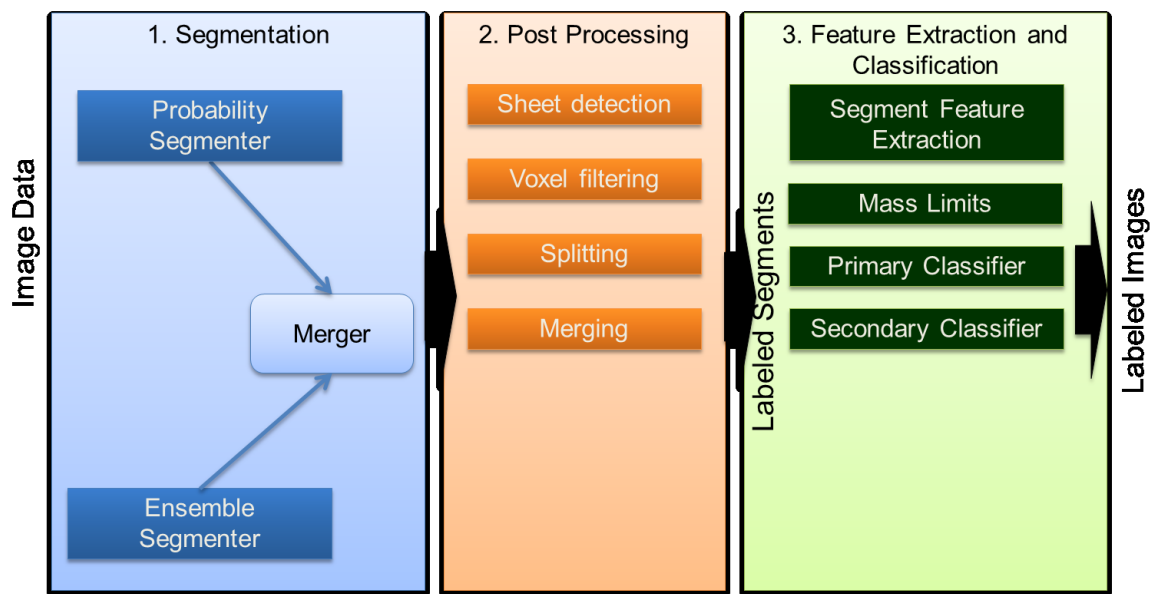 Image Data
1. Segmentation
Probability
Segmenter
Merger
Ensemble
Segmenter
2. Post Processing
Sheet detection
Voxel filtering
Splitting
Merging
Labeled Segments
3. Feature Extraction and
Classification
Segment Feature
Extraction
Mass Limits
Primary Classifier
Secondary Classifier
Labeled Images